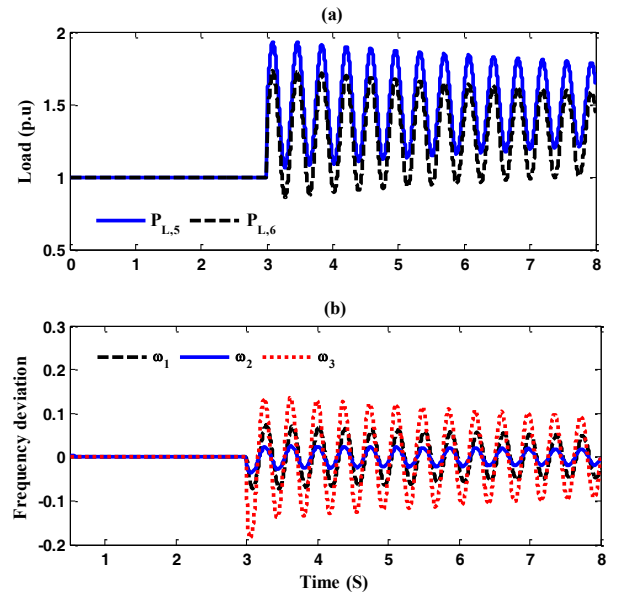 (a)
Load (p.u)
2
1.5
1
0.5
P_L,5 P_L,6
0 1 2 3 4 5 6 7 8
(b)
Frequency deviation
0.3
0.2
0.1
0
-0.1
-0.2
ω1 ω2 ω3
1 2 3 4 5 6 7 8
Time (S)